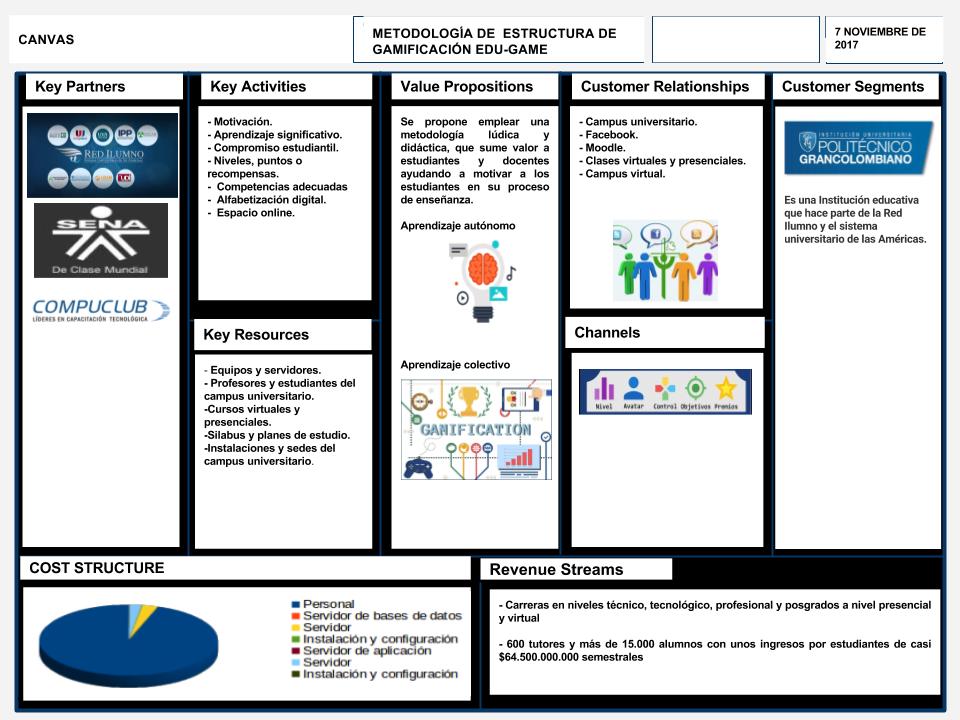 CANVAS
METODOLOGÍA DE ESTRUCTURA DE
GAMIFICACIÓN EDU-GAME
7 NOVIEMBRE DE
2017
Key Partners
RED ILUMNO
IPP
SENA
De Clase Mundial
COMPUCLUB
LÍDERES EN CAPACITACIÓN TECNOLÓGICA
Key Activities
- Motivación.
- Aprendizaje significativo.
- Compromiso estudiantil.
- Niveles, puntos o
recompensas.
- Competencias adecuadas
- Alfabetización digital.
- Espacio online.
Key Resources
- Equipos y servidores.
- Profesores y estudiantes del
campus universitario.
-Cursos virtuales y
presenciales.
-Silabus y planes de estudio.
-Instalaciones y sedes del
campus universitario.
Value Propositions
Se propone emplear una
metodología lúdica y
didáctica, que sume valor a
estudiantes y docentes
ayudando a motivar a los
estudiantes en su proceso
de enseñanza.
Aprendizaje autónomo
Aprendizaje colectivo
GAMIFICATION
Customer Relationships
- Campus universitario.
- Facebook.
- Moodle.
- Clases virtuales y presenciales.
- Campus virtual.
Channels
Nivel Avatar Control Objetivos Premios
Customer Segments
INSTITUCIÓN UNIVERSITARIA
POLITÉCNICO
GRANCOLOMBIANO
Es una Institución educativa
que hace parte de la Red
Ilumno y el sistema
universitario de las Américas.
COST STRUCTURE
Personal
Servidor de bases de datos
Servidor
Instalación y configuración
Servidor de aplicación
Servidor
Instalación y configuración
Revenue Streams
- Carreras en niveles técnico, tecnológico, profesional y posgrados a nivel presencial
y virtual
- 600 tutores y más de 15.000 alumnos con unos ingresos por estudiantes de casi
$64.500.000.000 semestrales